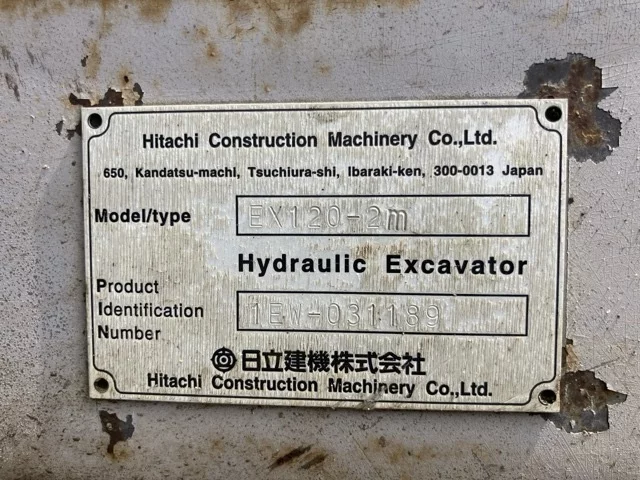 Hitachi Construction Machinery Co.,Ltd.
650, Kandatsu-machi, Tsuchiura-shi, Ibaraki-ken, 300-0013 Japan
Model/type EX120-2m
Hydraulic Excavator
Product
Identification
Number 1EW-031189
日立建機株式会社
Hitachi Construction Machinery Co.,Ltd.